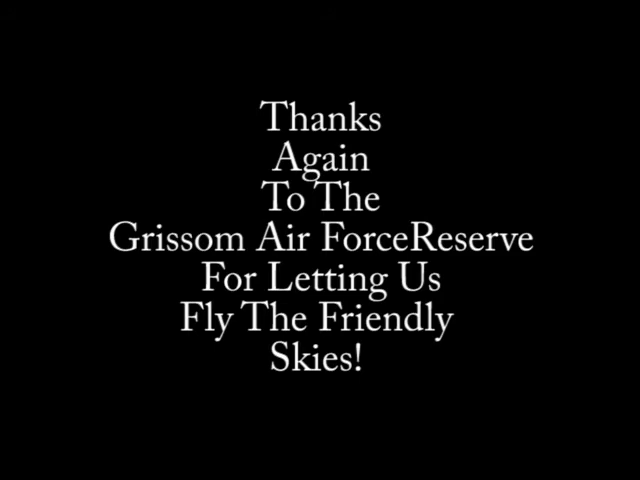 Thanks
Again
To The
Grissom Air ForceReserve
For Letting Us
Fly The Friendly
Skies!